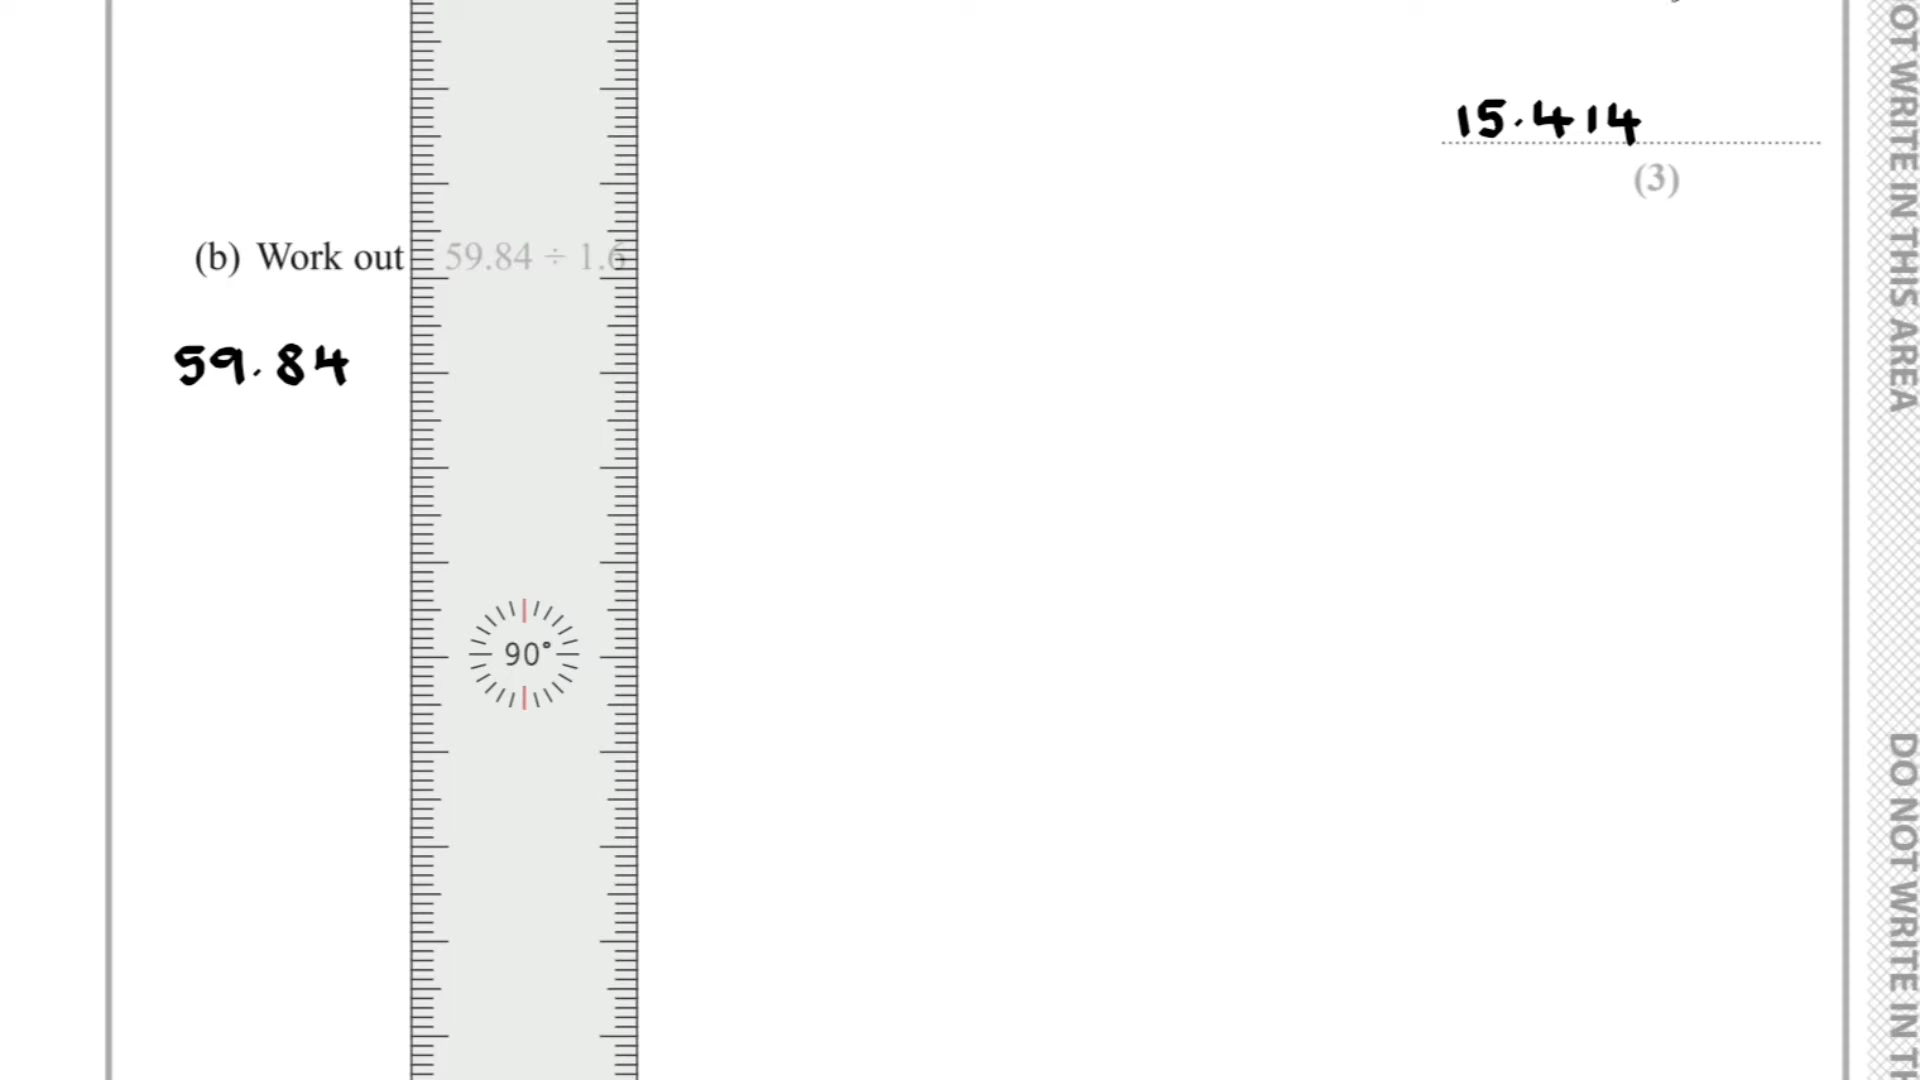 15.414
(3)
(b) Work out 59.84 ÷ 1.6
59.84
90°
OT WRITE IN THIS AREA
DO NOT WRITE IN TH